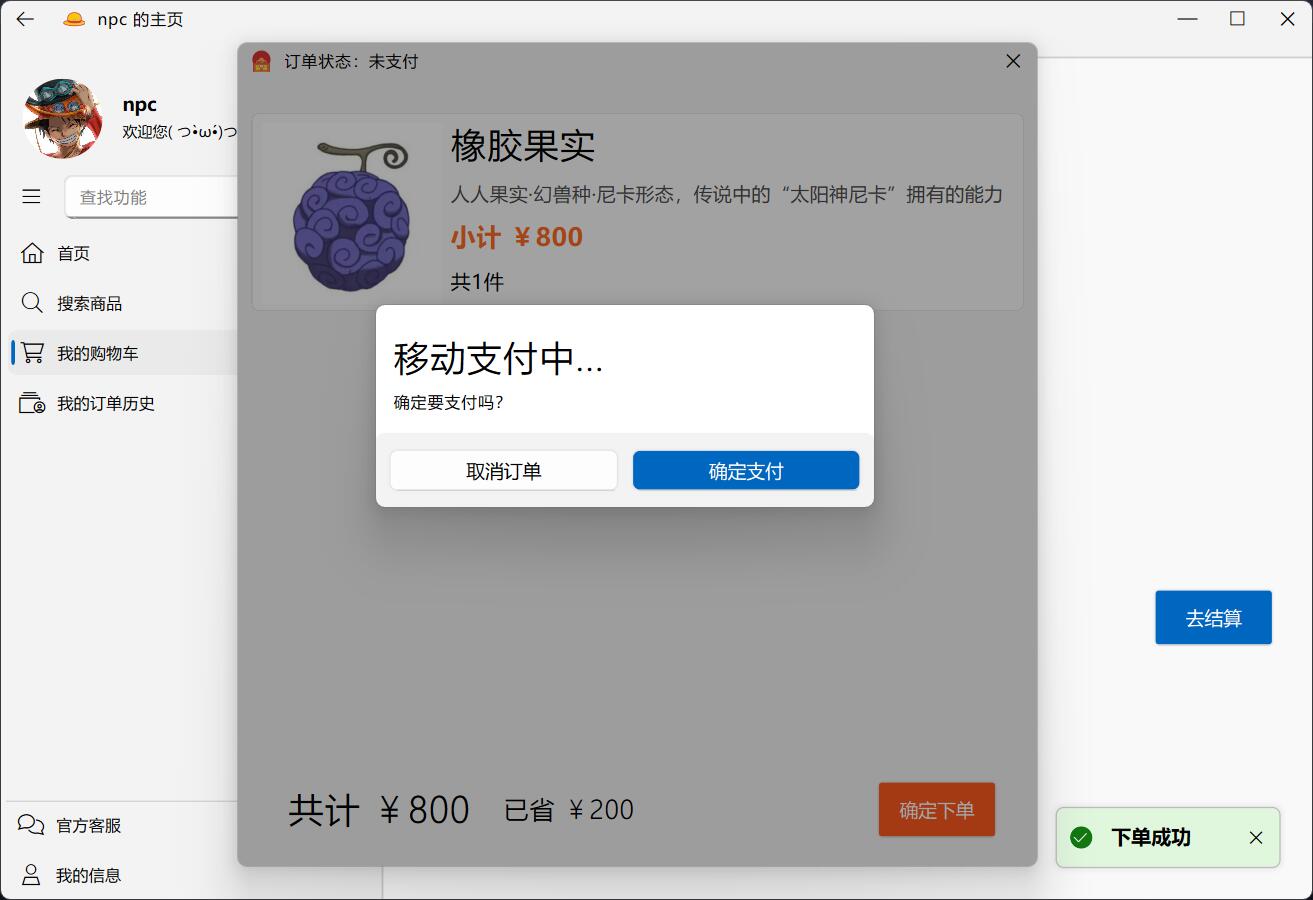 npc 的主页
订单状态：未支付
npc
欢迎您( つ•̀ω•́)つ
查找功能
首页
搜索商品
我的购物车
我的订单历史
橡胶果实
人人果实·幻兽种·尼卡形态，传说中的“太阳神尼卡”拥有的能力
小计 ￥800
共1件
移动支付中...
确定要支付吗？
取消订单
确定支付
去结算
共计 ￥800 已省 ￥200
确定下单
下单成功
官方客服
我的信息